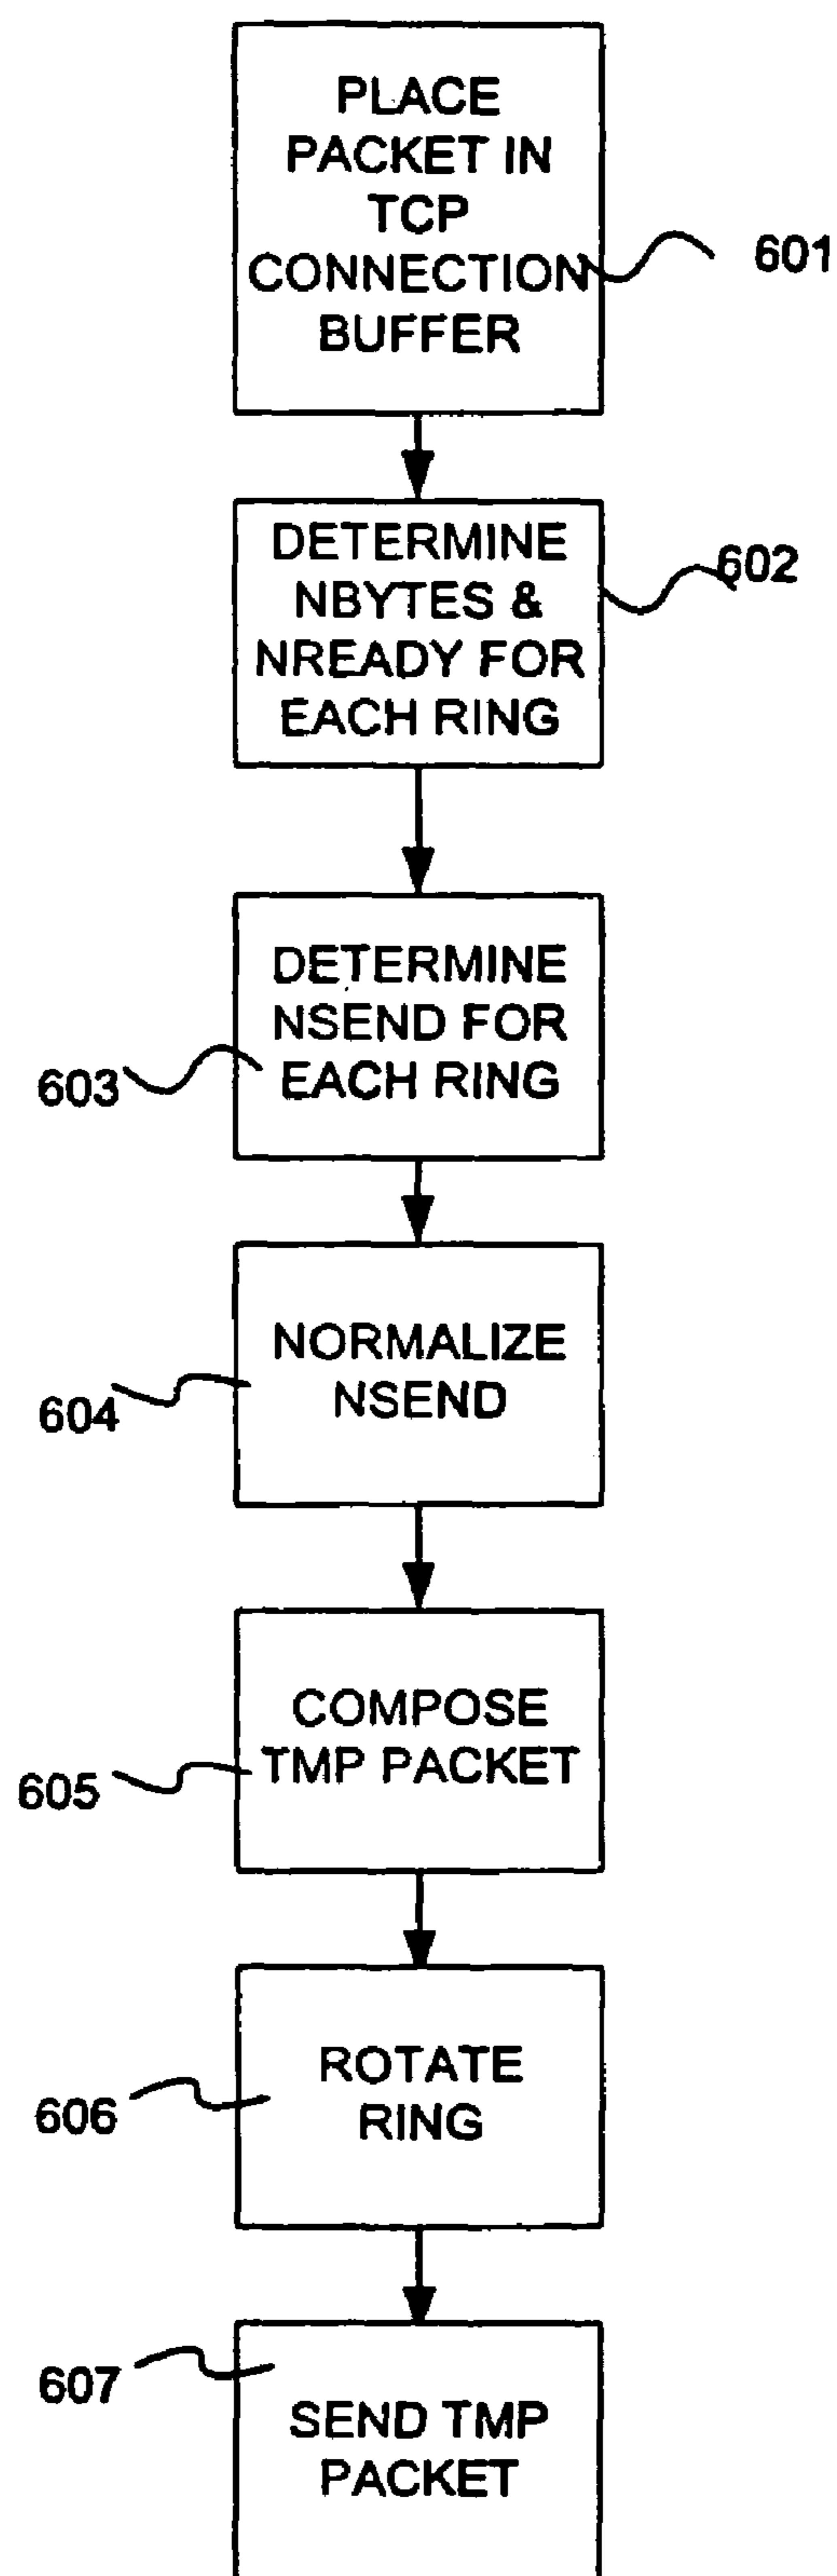 PLACE
PACKET IN
TCP
CONNECTION
BUFFER
601
DETERMINE
NBYTES &
NREADY FOR
EACH RING
602
DETERMINE
NSEND FOR
EACH RING
603
NORMALIZE
NSEND
604
COMPOSE
TMP PACKET
605
ROTATE
RING
606
607
SEND TMP
PACKET